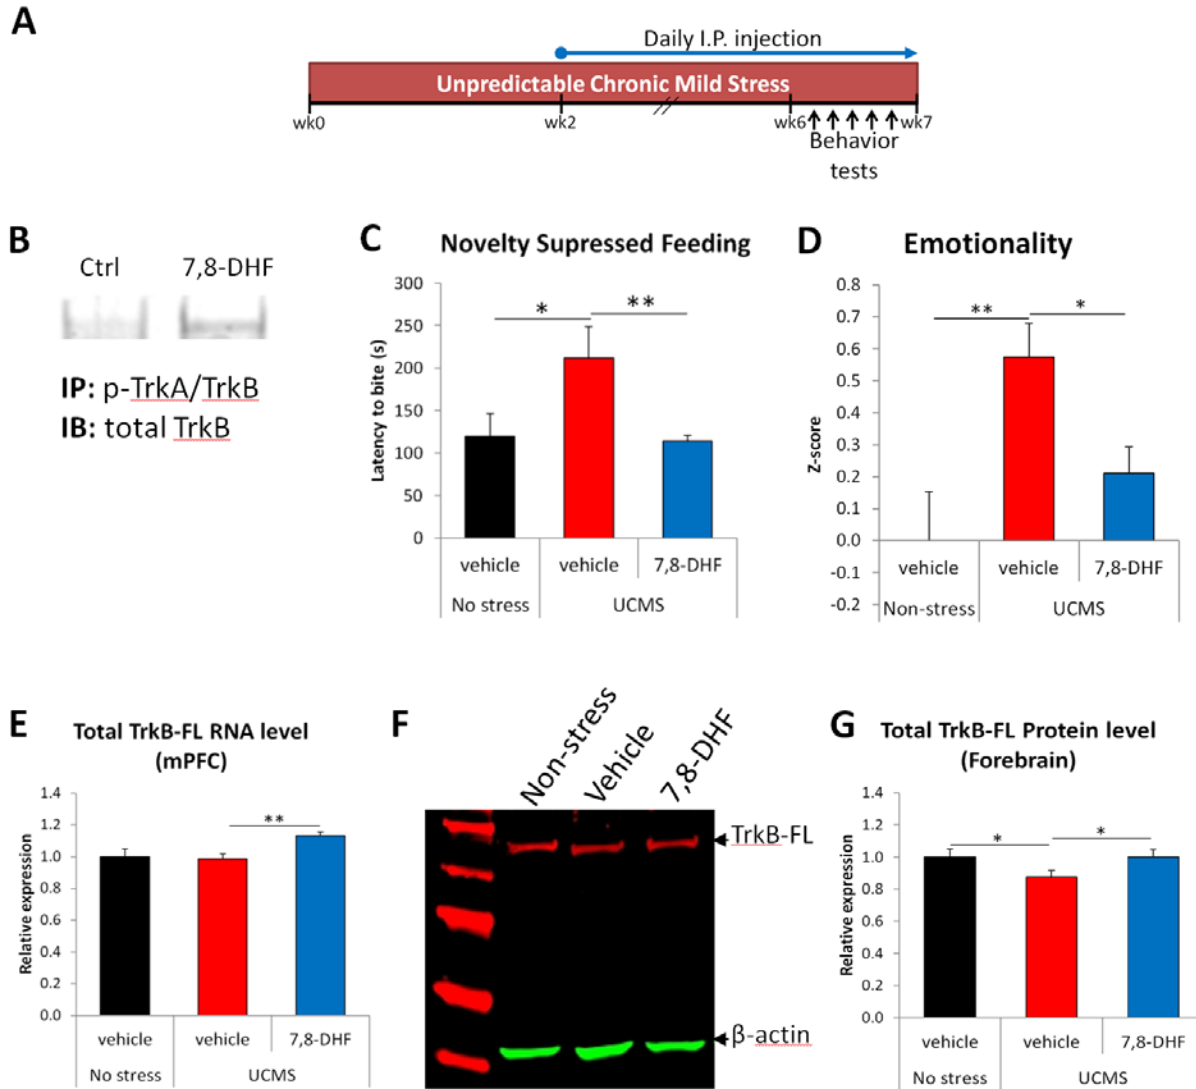 A
Daily I.P. injection
Unpredictable Chronic Mild Stress
wk0
wk2
//
wk6
wk7
Behavior
tests
B
Ctrl 7,8-DHF
IP: p-TrkA/TrkB
IB: total TrkB
C
Novelty Supressed Feeding
Latency to bite (s)
300
250
200
150
100
50
0
*
**
vehicle
vehicle
7,8-DHF
No stress
UCMS
D
Emotionality
Z-score
0.8
0.7
0.6
0.5
0.4
0.3
0.2
0.1
0.0
-0.1
-0.2
**
*
vehicle
vehicle
7,8-DHF
Non-stress
UCMS
E
Total TrkB-FL RNA level
(mPFC)
Relative expression
1.4
1.2
1.0
0.8
0.6
0.4
0.2
0.0
**
vehicle
vehicle
7,8-DHF
No stress
UCMS
F
Non-stress
Vehicle
7,8-DHF
TrkB-FL
β-actin
G
Total TrkB-FL Protein level
(Forebrain)
Relative expression
1.4
1.2
1.0
0.8
0.6
0.4
0.2
0.0
*
*
vehicle
vehicle
7,8-DHF
No stress
UCMS